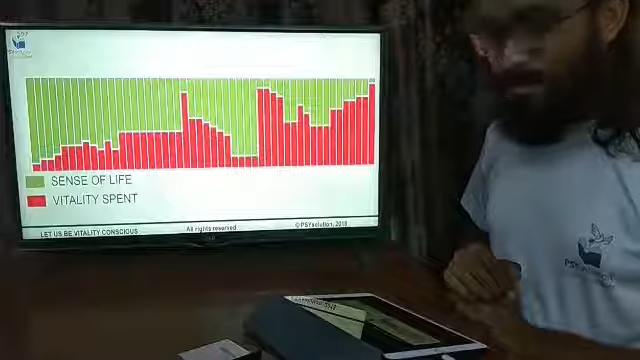 SENSE OF LIFE
VITALITY SPENT
LET US BE VITALITY CONSCIOUS
All rights reserved
© PSYsolution, 2018